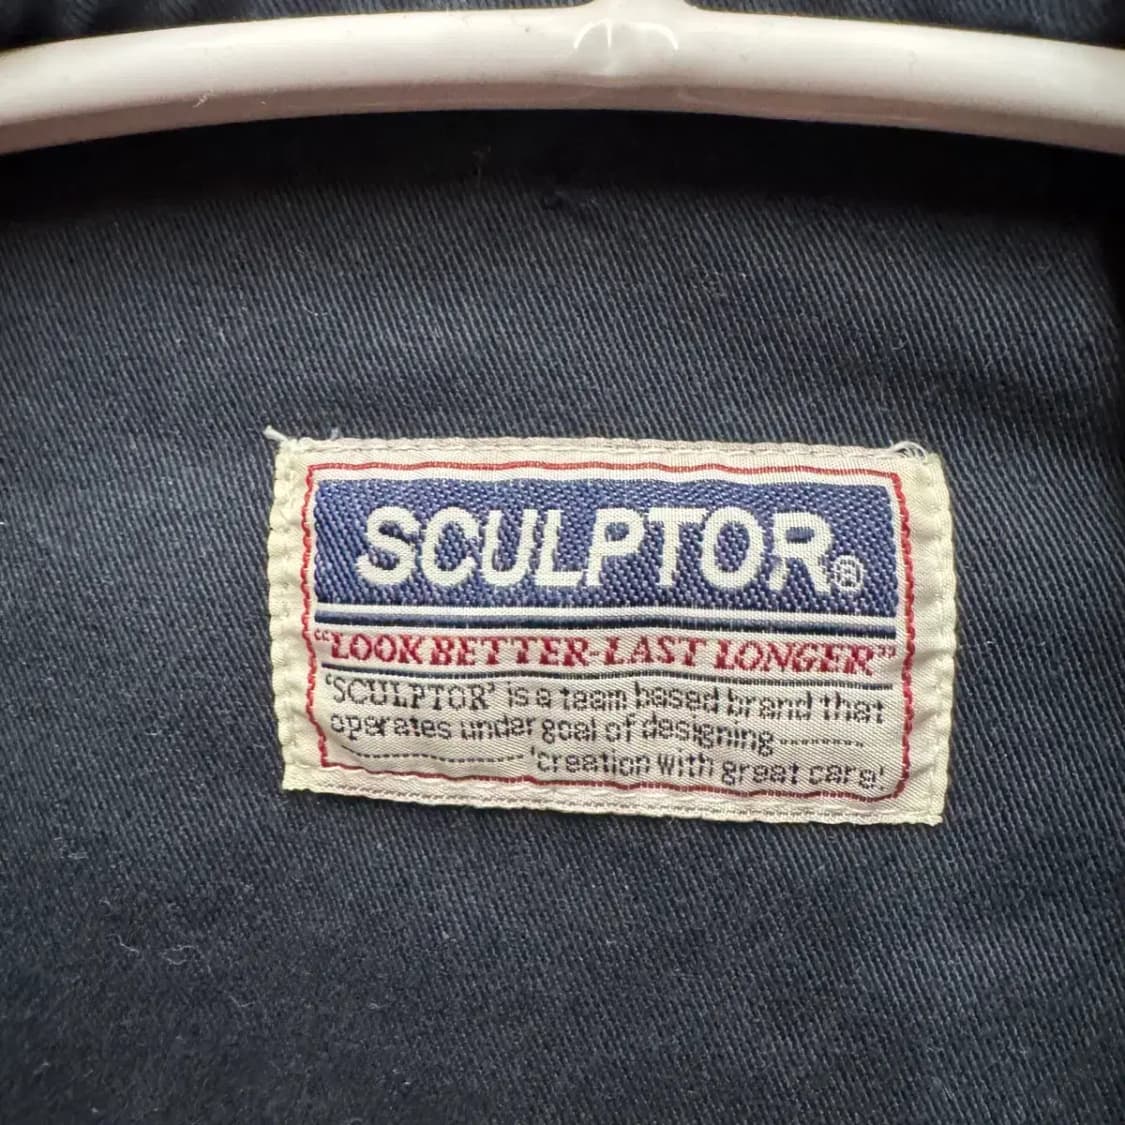 SCULPTOR®
“LOOK BETTER-LAST LONGER”
‘SCULPTOR’ is a team based brand that
operates under goal of designing ---------
--------------------‘creation with great care!